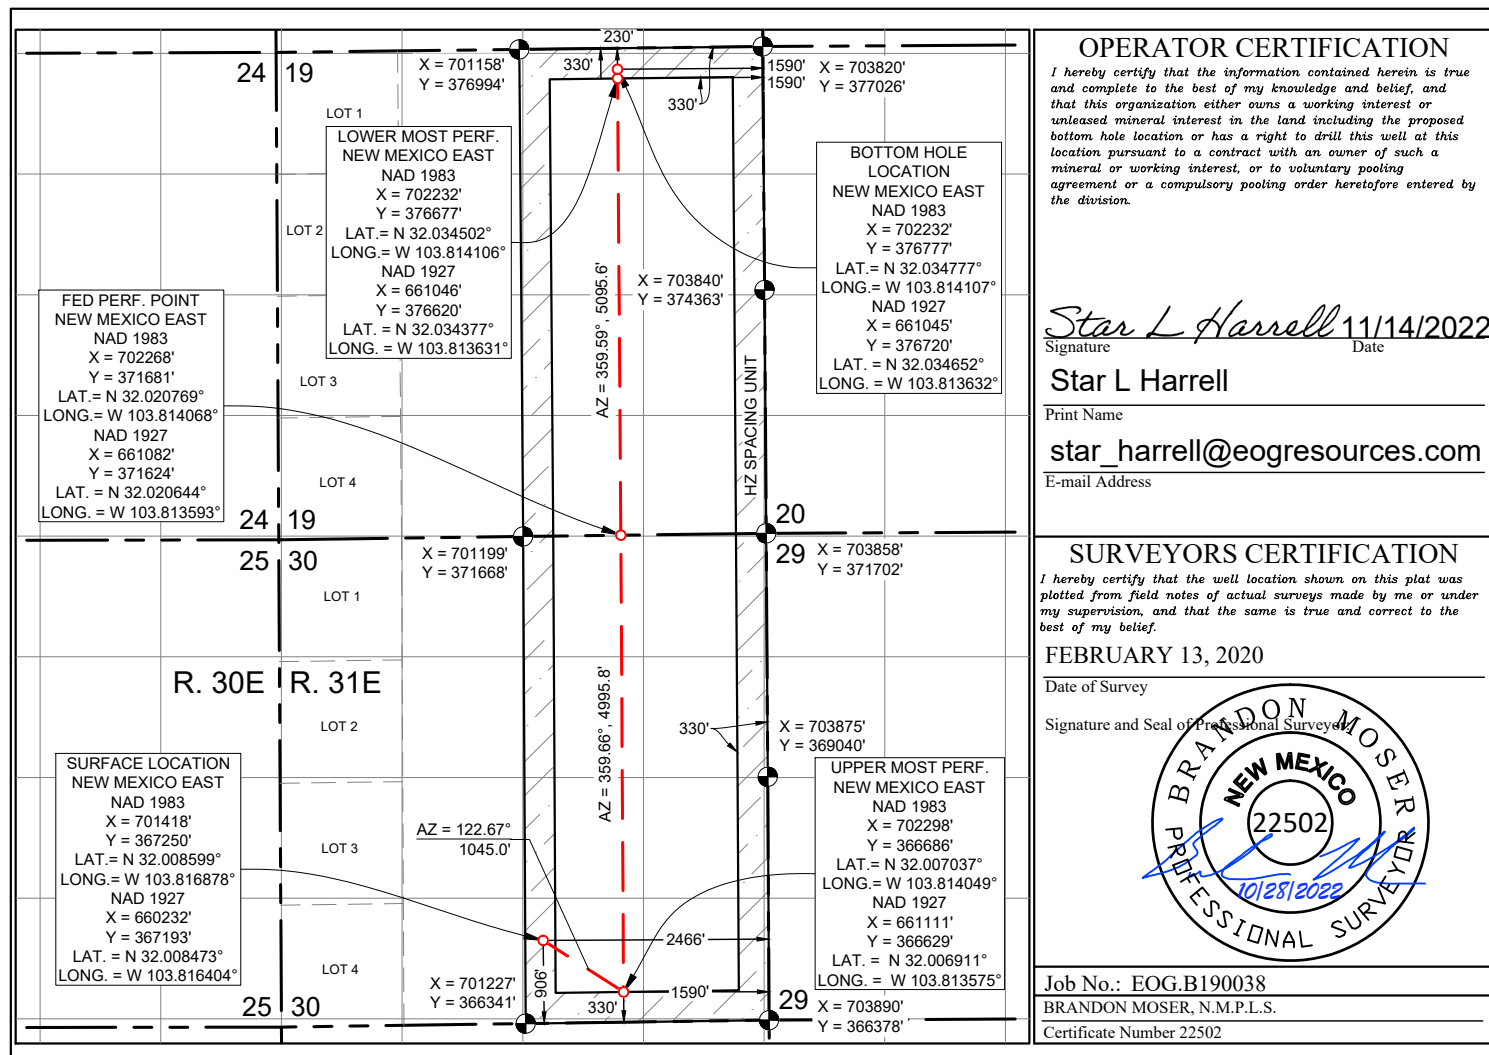 230'
330'
1590'
1590'
330'
24 19
X = 701158'
Y = 376994'
X = 703820'
Y = 377026'
LOT 1
LOWER MOST PERF.
NEW MEXICO EAST
NAD 1983
X = 702232'
Y = 376677'
LAT.= N 32.034502°
LONG.= W 103.814106°
NAD 1927
X = 661046'
Y = 376620'
LAT. = N 32.034377°
LONG. = W 103.813631°
BOTTOM HOLE
LOCATION
NEW MEXICO EAST
NAD 1983
X = 702232'
Y = 376777'
LAT.= N 32.034777°
LONG.= W 103.814107°
NAD 1927
X = 661045'
Y = 376720'
LAT. = N 32.034652°
LONG. = W 103.813632°
LOT 2
X = 703840'
Y = 374363'
AZ = 359.59°, 5095.6'
HZ SPACING UNIT
FED PERF. POINT
NEW MEXICO EAST
NAD 1983
X = 702268'
Y = 371681'
LAT.= N 32.020769°
LONG.= W 103.814068°
NAD 1927
X = 661082'
Y = 371624'
LAT. = N 32.020644°
LONG. = W 103.813593°
LOT 3
LOT 4
24 19
25 30
20
29
X = 701199'
Y = 371668'
X = 703858'
Y = 371702'
LOT 1
R. 30E R. 31E
LOT 2
AZ = 359.66°, 4995.8'
330'
X = 703875'
Y = 369040'
SURFACE LOCATION
NEW MEXICO EAST
NAD 1983
X = 701418'
Y = 367250'
LAT.= N 32.008599°
LONG.= W 103.816878°
NAD 1927
X = 660232'
Y = 367193'
LAT. = N 32.008473°
LONG. = W 103.816404°
LOT 3
AZ = 122.67°
1045.0'
UPPER MOST PERF.
NEW MEXICO EAST
NAD 1983
X = 702298'
Y = 366686'
LAT.= N 32.007037°
LONG.= W 103.814049°
NAD 1927
X = 661111'
Y = 366629'
LAT. = N 32.006911°
LONG. = W 103.813575°
2466'
906'
1590'
330'
LOT 4
25 30
X = 701227'
Y = 366341'
29
X = 703890'
Y = 366378'
OPERATOR CERTIFICATION
I hereby certify that the information contained herein is true
and complete to the best of my knowledge and belief, and
that this organization either owns a working interest or
unleased mineral interest in the land including the proposed
bottom hole location or has a right to drill this well at this
location pursuant to a contract with an owner of such a
mineral or working interest, or to voluntary pooling
agreement or a compulsory pooling order heretofore entered by
the division.
Star L Harrell 11/14/2022
Signature Date
Star L Harrell
Print Name
star_harrell@eogresources.com
E-mail Address
SURVEYORS CERTIFICATION
I hereby certify that the well location shown on this plat was
plotted from field notes of actual surveys made by me or under
my supervision, and that the same is true and correct to the
best of my belief.
FEBRUARY 13, 2020
Date of Survey
Signature and Seal of Professional Surveyor:
BRANDON MOSER
NEW MEXICO
22502
10/28/2022
PROFESSIONAL SURVEYOR
Job No.: EOG.B190038
BRANDON MOSER, N.M.P.L.S.
Certificate Number 22502